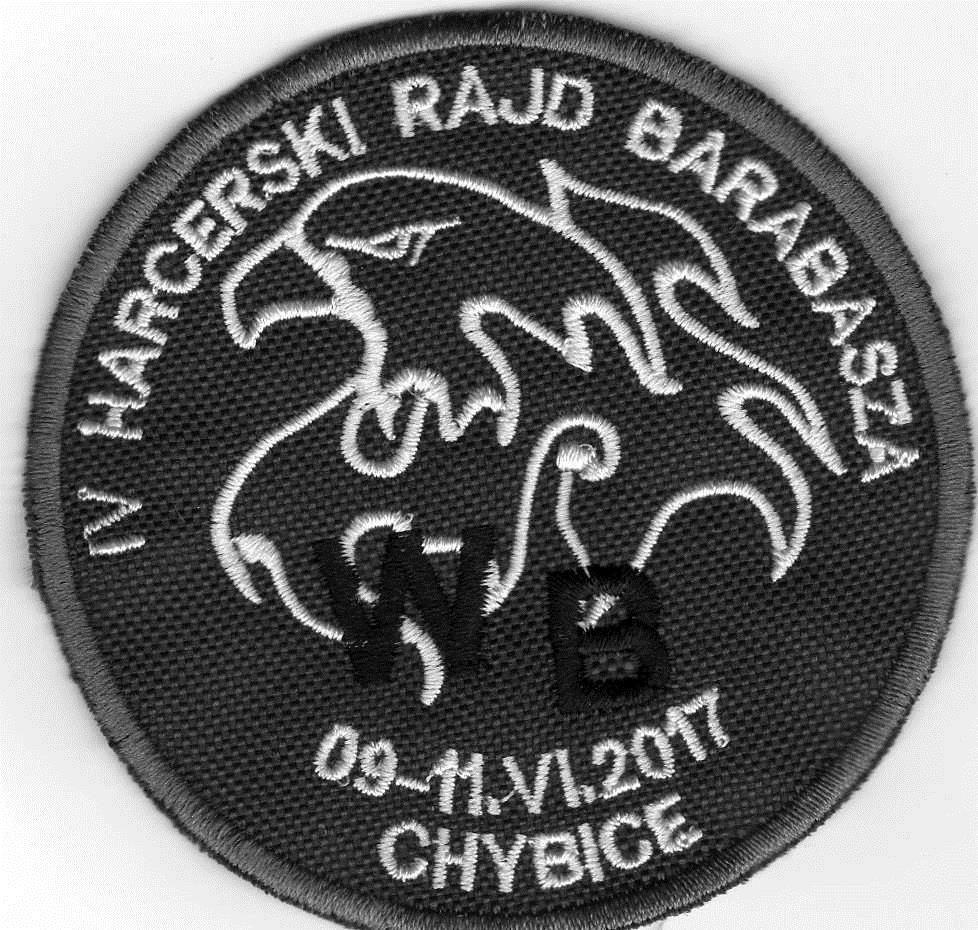 IV HARCERSKI RAJD BARABASZA
WB
09-11.VI.2017
CHYBICE